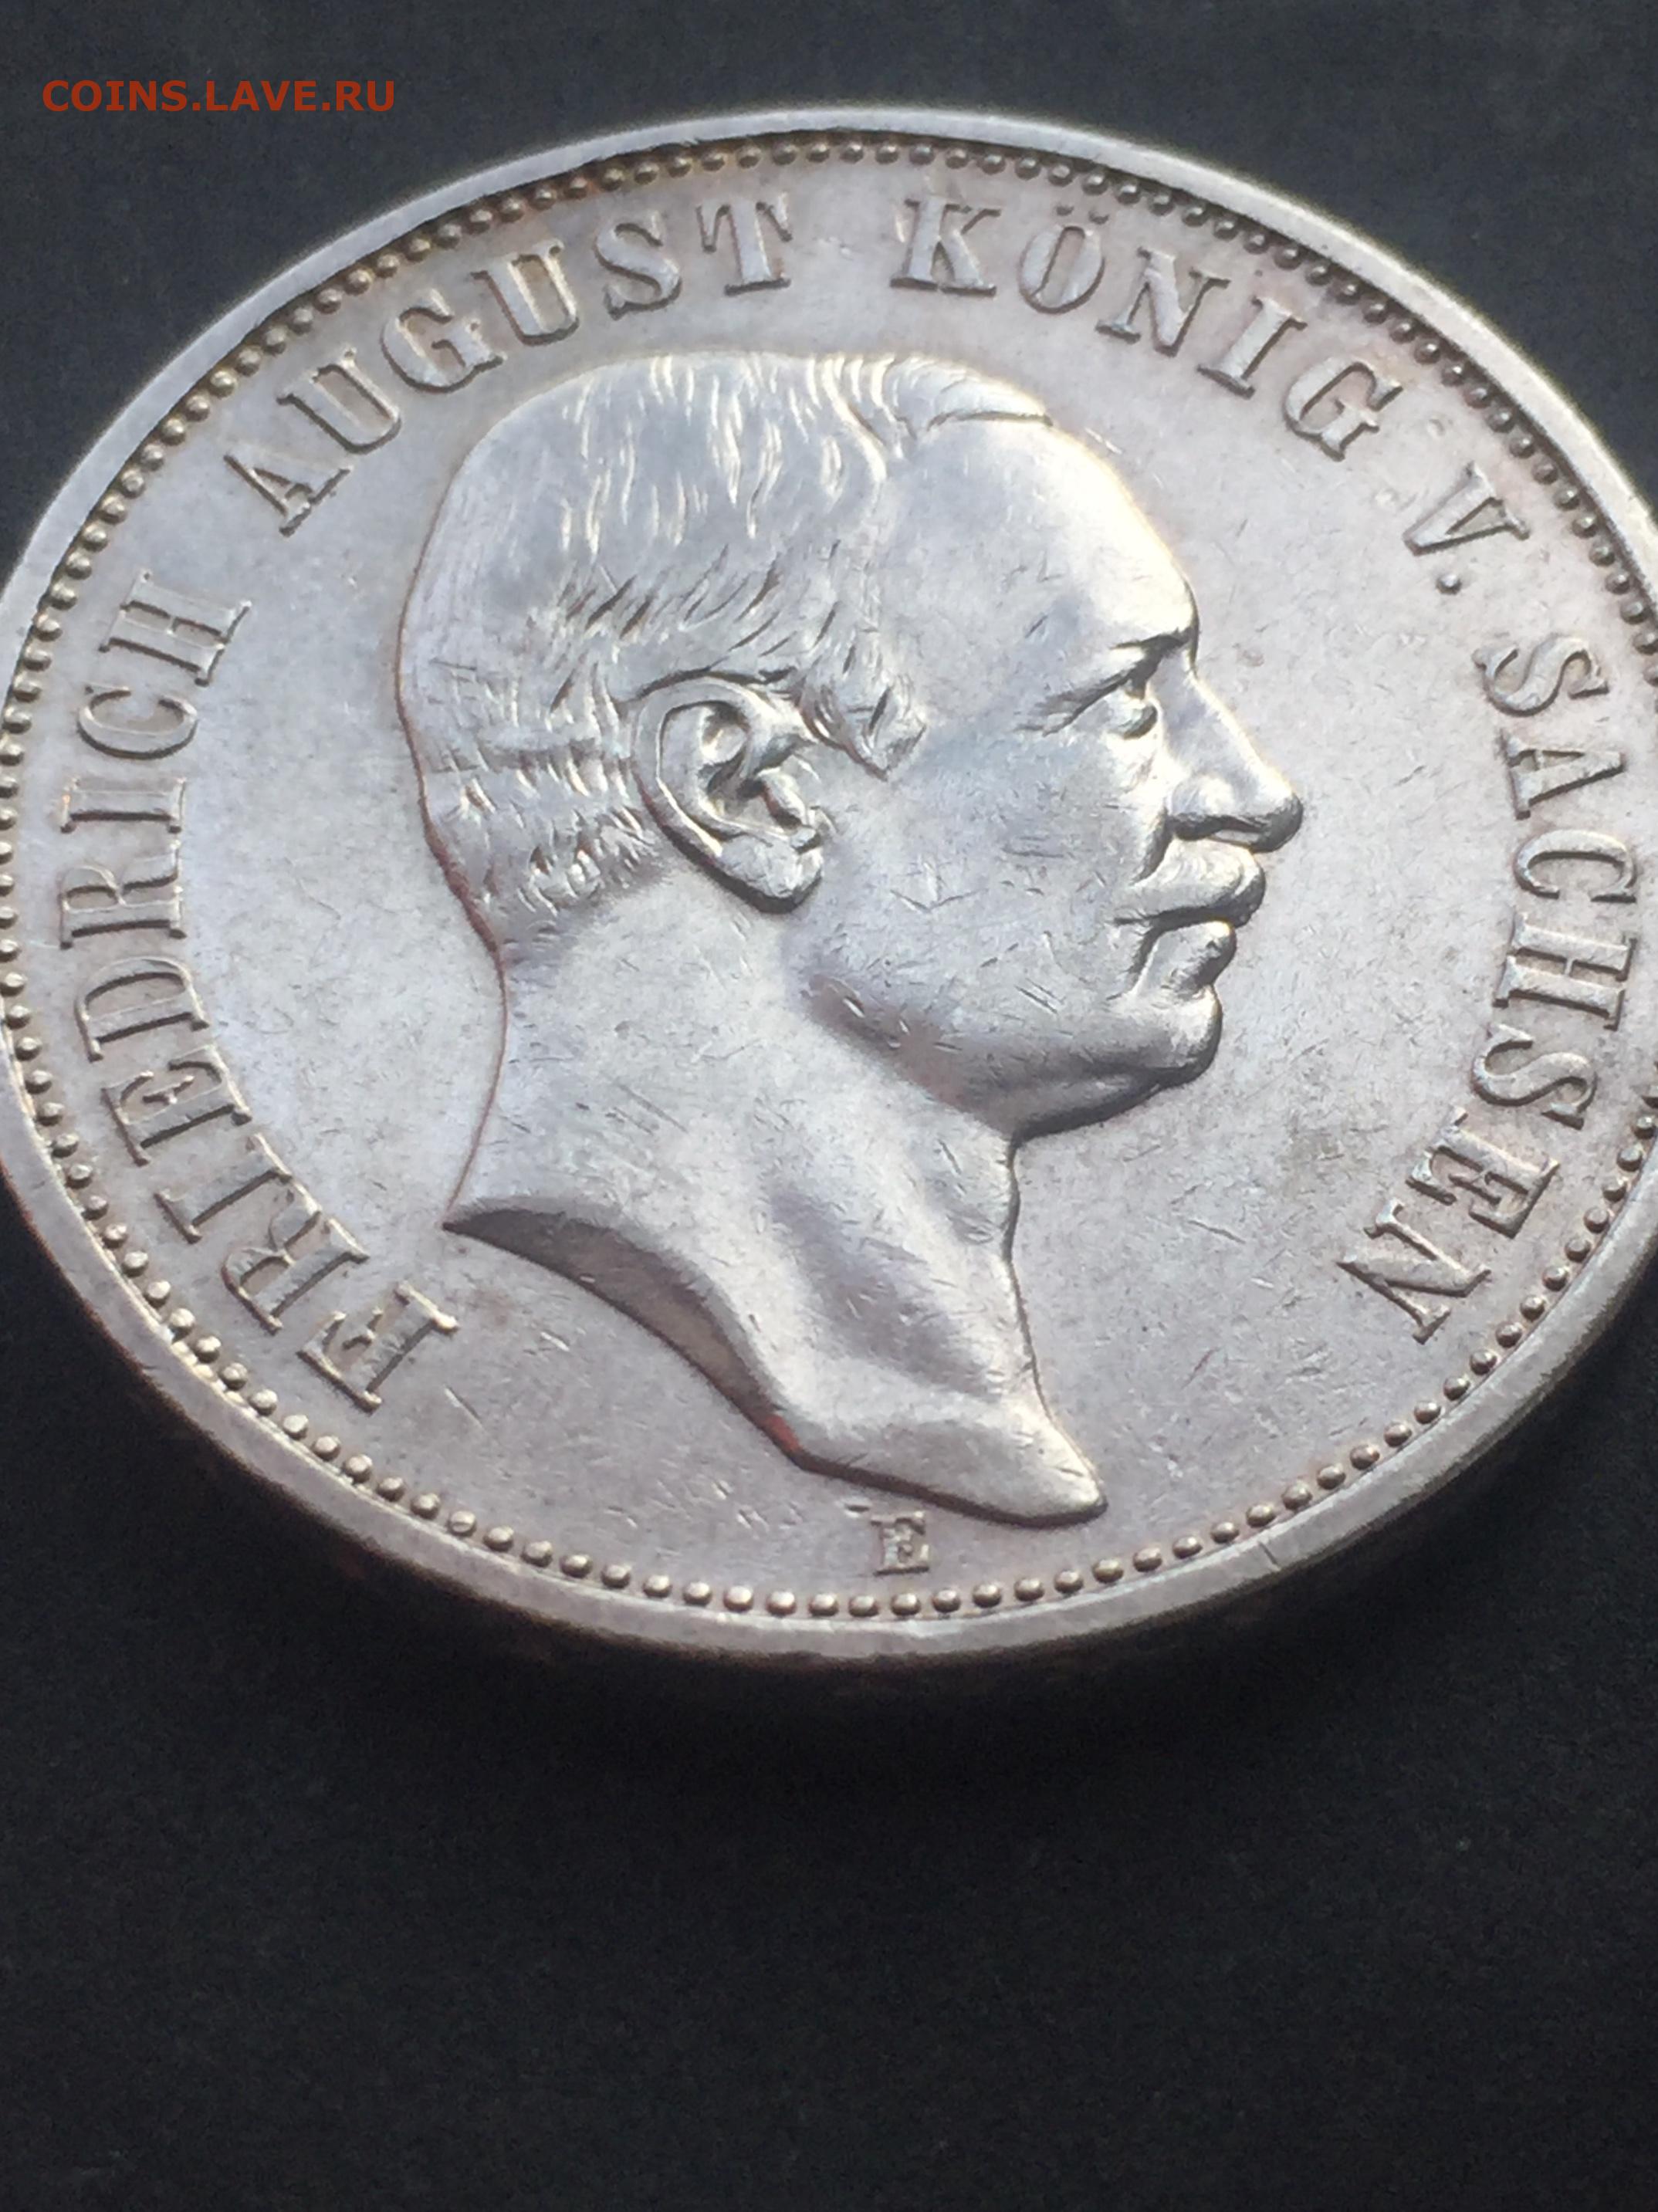 COINS.LAVE.RU
FRIEDRICH AUGUST KÖNIG V. SACHSEN
E